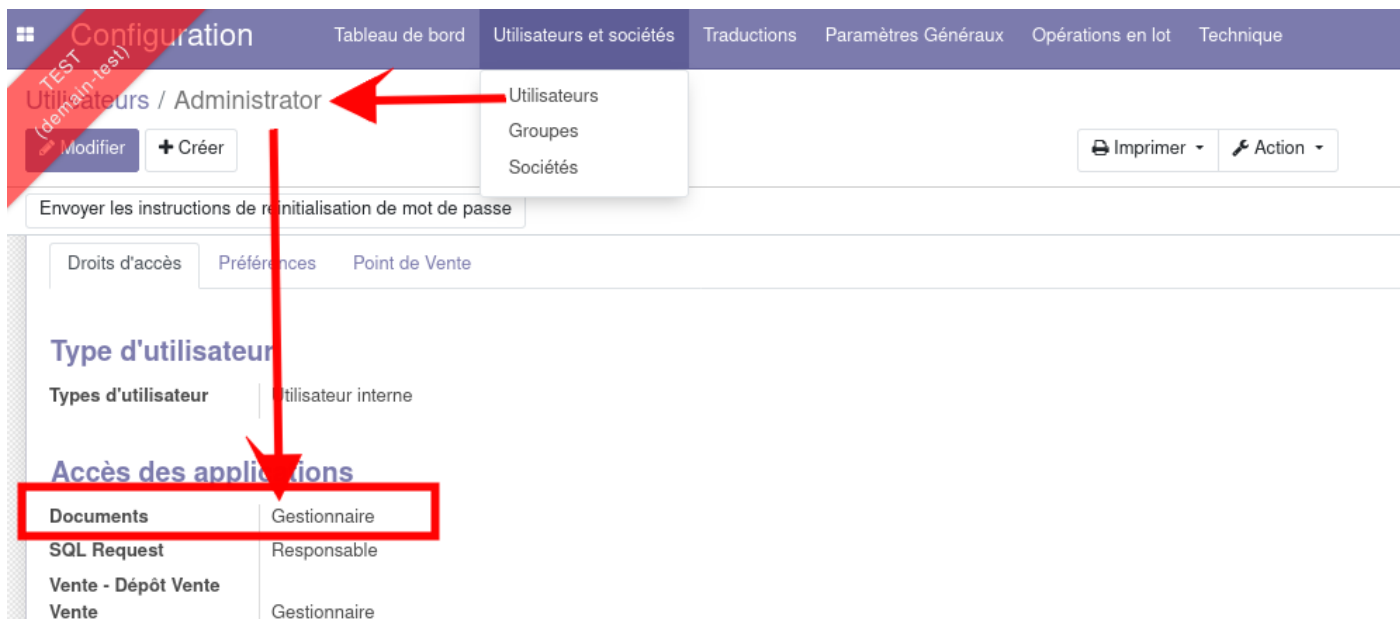 Configuration
Tableau de bord
Utilisateurs et sociétés
Traductions
Paramètres Généraux
Opérations en lot
Technique
TEST
(demain-test)
Utilisateurs / Administrator
Utilisateurs
Groupes
Sociétés
Modifier
Créer
Imprimer
Action
Envoyer les instructions de réinitialisation de mot de passe
Droits d'accès
Préférences
Point de Vente
Type d'utilisateur
Types d'utilisateur
Utilisateur interne
Accès des applications
Documents
Gestionnaire
SQL Request
Responsable
Vente - Dépôt Vente
Vente
Gestionnaire